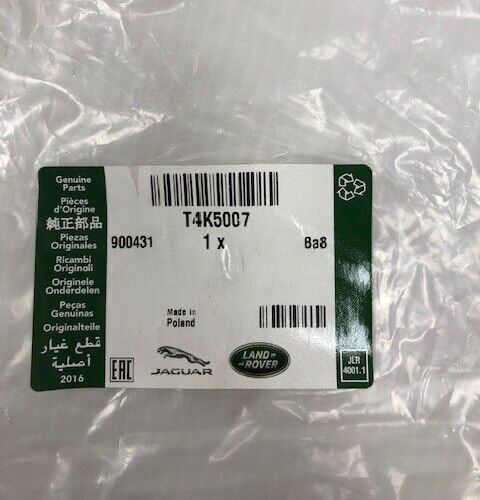 Genuine
Parts
Pièces
d'Origine
純正部品
Piezas
Originales
Ricambi
Originali
Originele
Onderdelen
Peças
Genuinas
Originalteile
قطع غيار
أصلية
2016
T4K5007
900431
1 x
8a8
Made in
Poland
EAC
JAGUAR
LAND
ROVER
JLR
4001.1